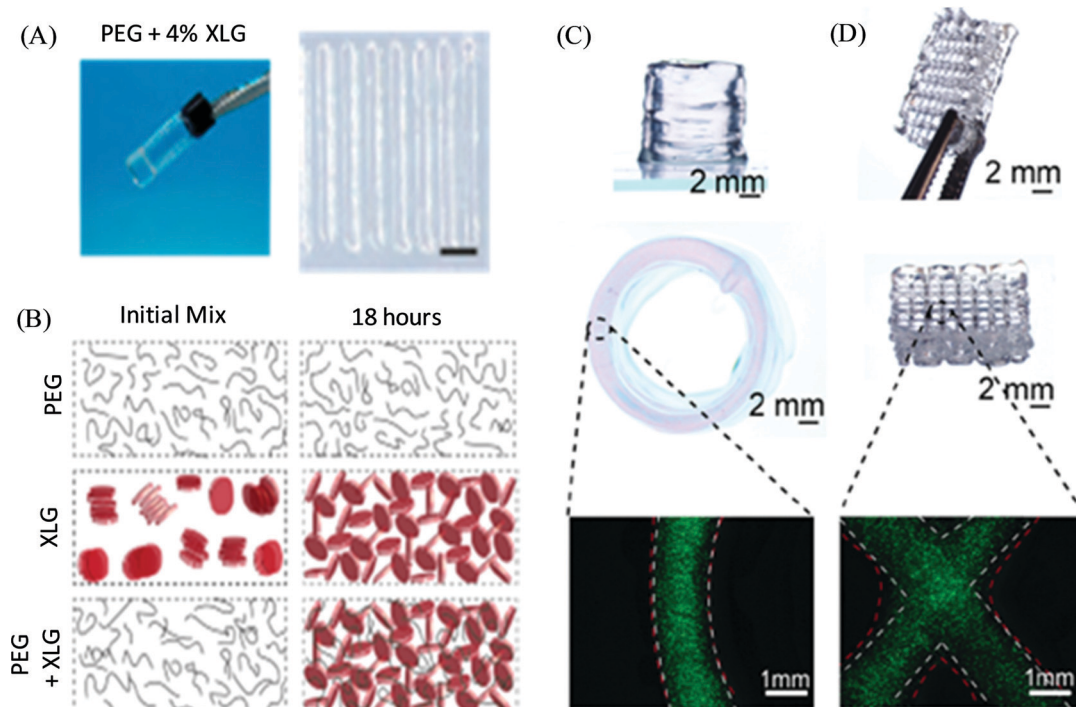 (A)
PEG + 4% XLG
(B)
Initial Mix
18 hours
PEG
XLG
PEG
+ XLG
(C)
2 mm
2 mm
1mm
(D)
2 mm
2 mm
1mm